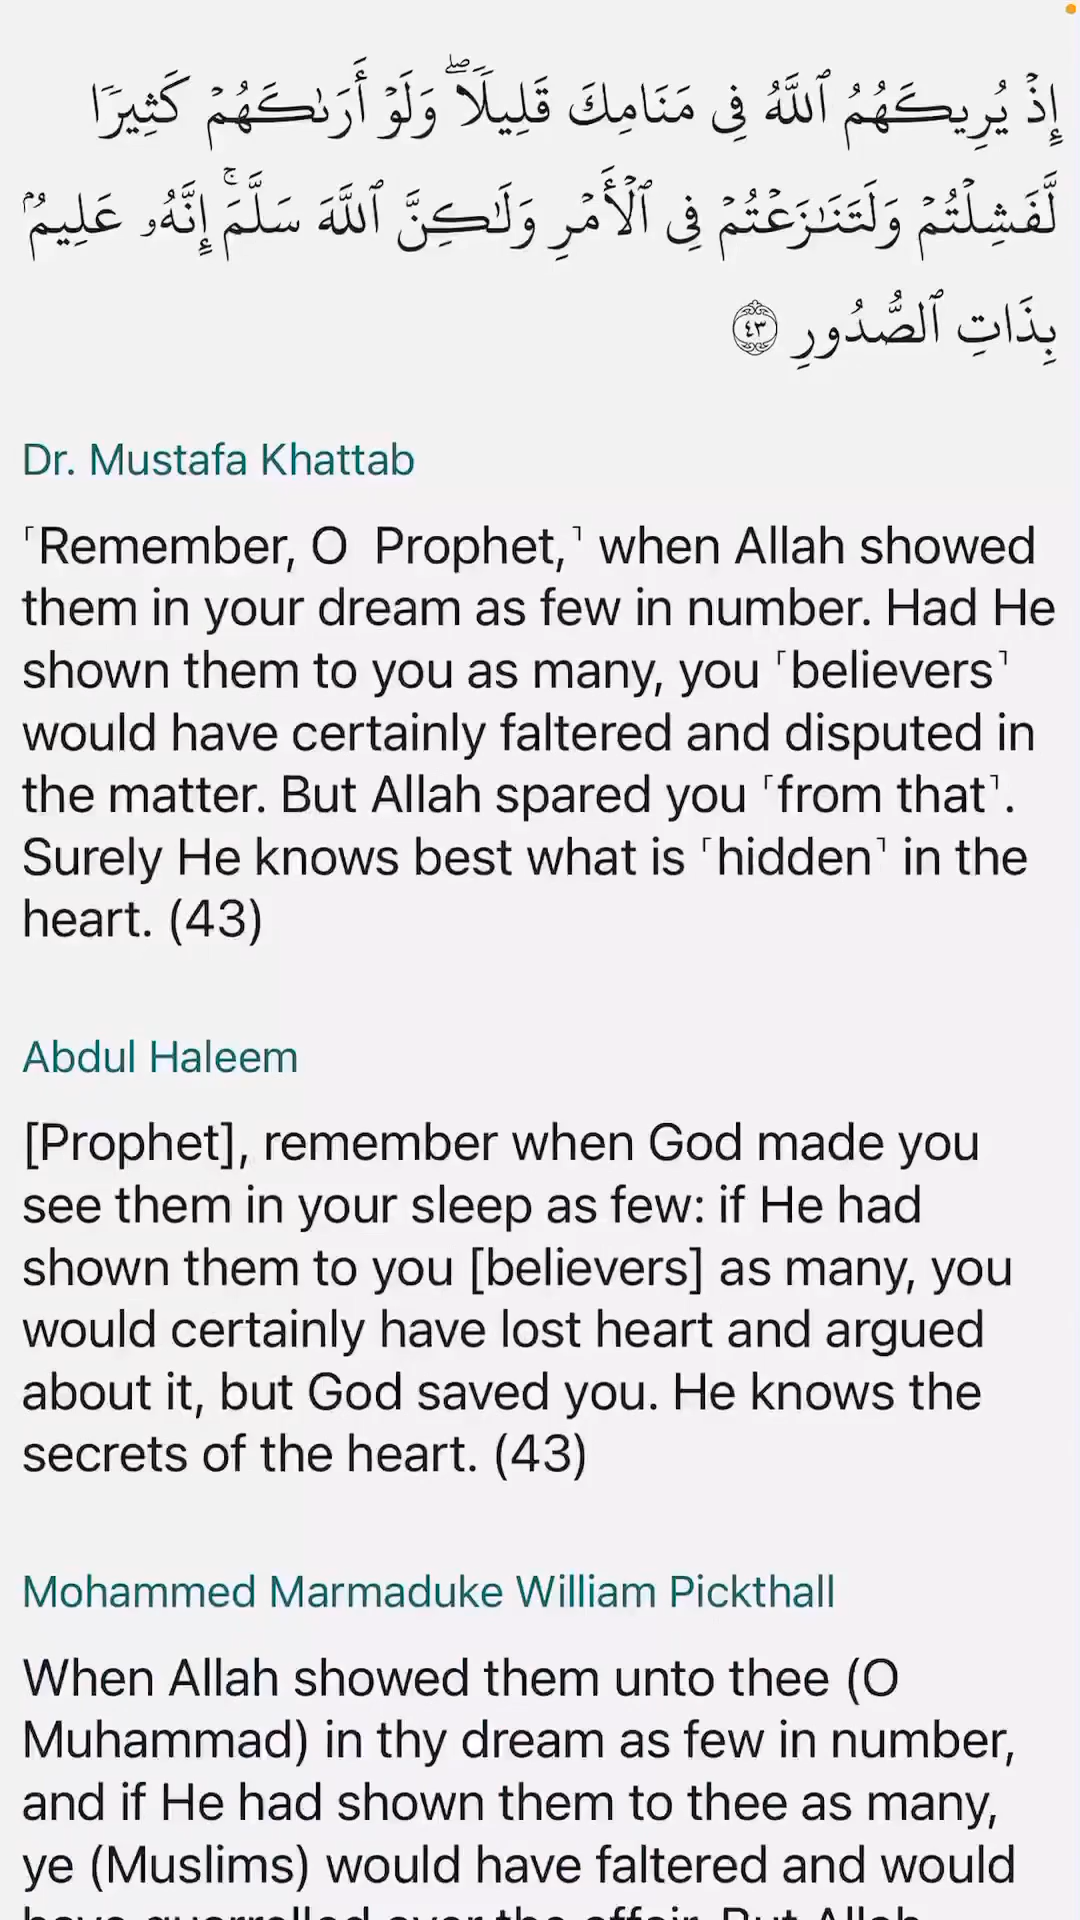 إِذْ يُرِيكَهُمُ ٱللَّهُ فِى مَنَامِكَ قَلِيلًۭا ۖ وَلَوْ أَرَىٰكَهُمْ كَثِيرًۭا
لَّفَشِلْتُمْ وَلَتَنَـٰزَعْتُمْ فِى ٱلْأَمْرِ وَلَـٰكِنَّ ٱللَّهَ سَلَّمَ ۗ إِنَّهُۥ عَلِيمٌۢ
بِذَاتِ ٱلصُّدُورِ ٤٣
Dr. Mustafa Khattab
˹Remember, O  Prophet,˺ when Allah showed
them in your dream as few in number. Had He
shown them to you as many, you ˹believers˺
would have certainly faltered and disputed in
the matter. But Allah spared you ˹from that˺.
Surely He knows best what is ˹hidden˺ in the
heart. (43)
Abdul Haleem
[Prophet], remember when God made you
see them in your sleep as few: if He had
shown them to you [believers] as many, you
would certainly have lost heart and argued
about it, but God saved you. He knows the
secrets of the heart. (43)
Mohammed Marmaduke William Pickthall
When Allah showed them unto thee (O
Muhammad) in thy dream as few in number,
and if He had shown them to thee as many,
ye (Muslims) would have faltered and would
have quarrelled over the affair. But Allah